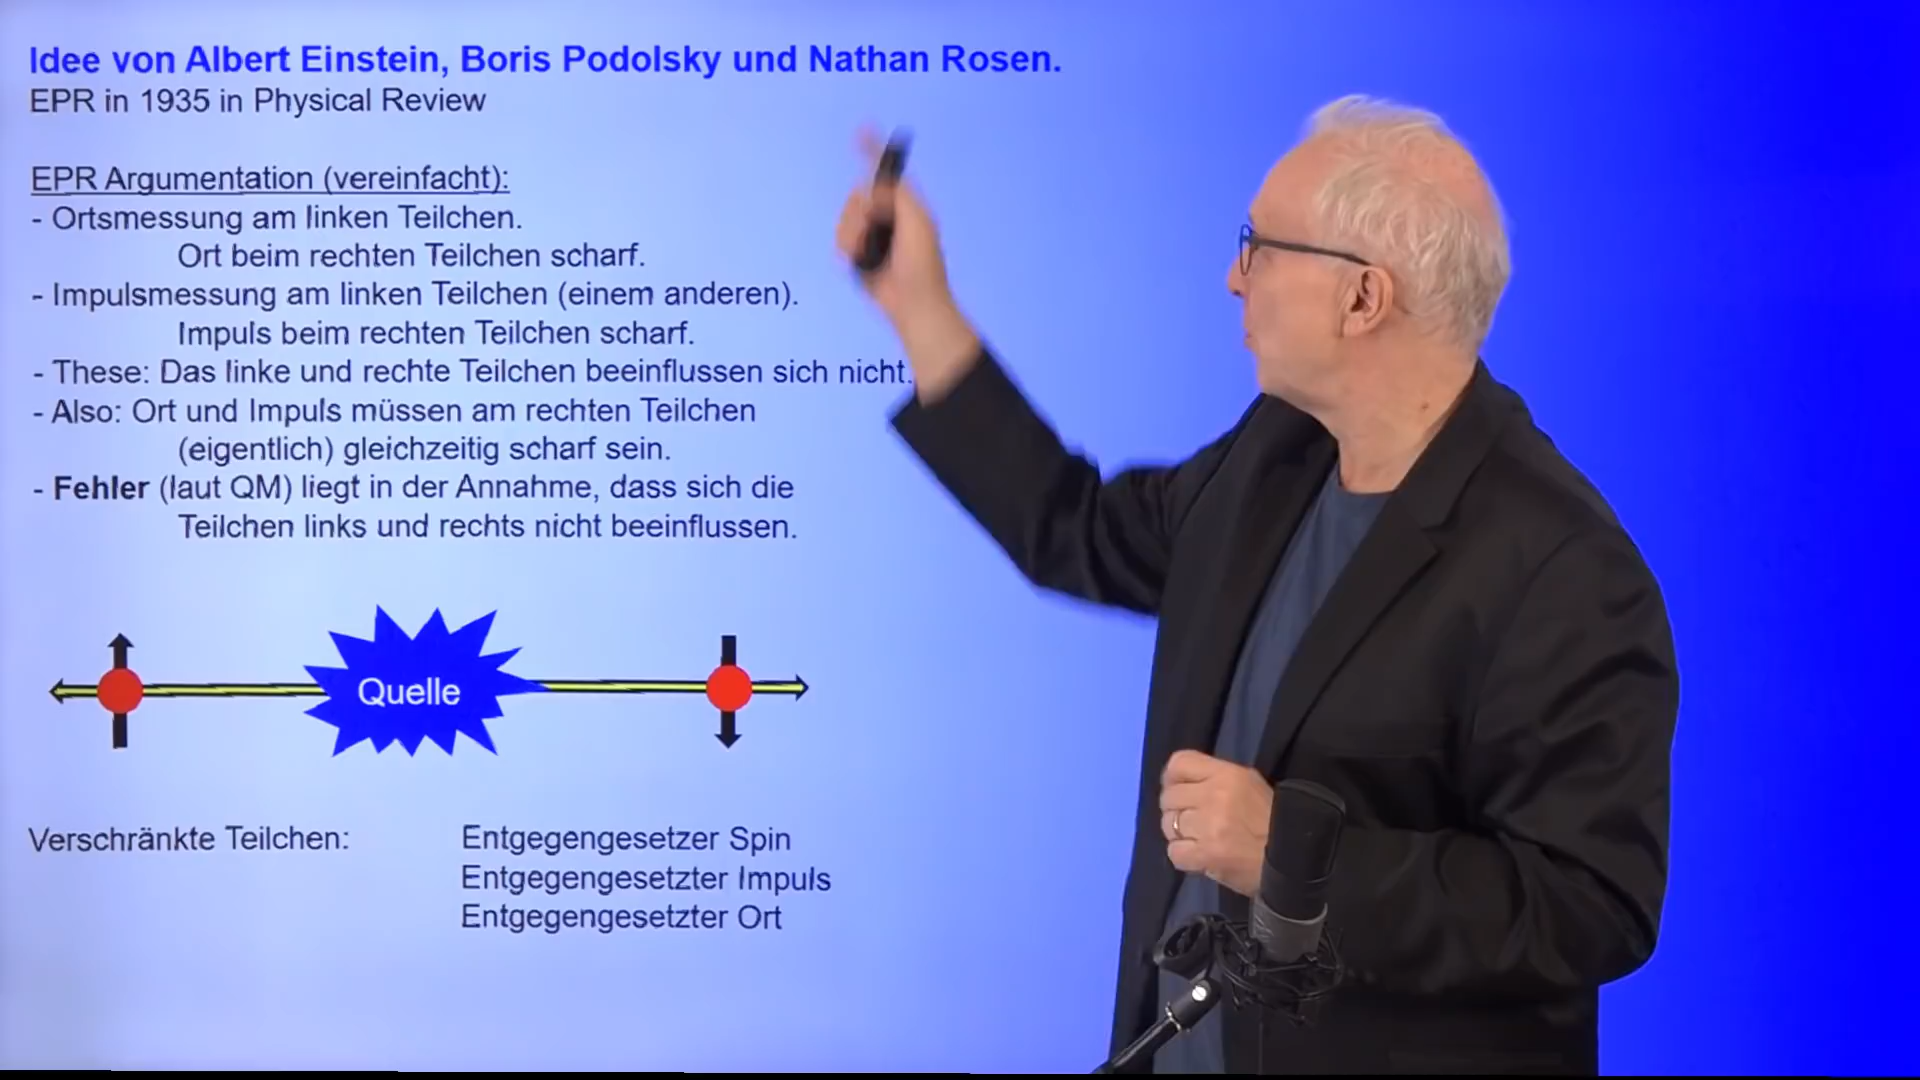 Idee von Albert Einstein, Boris Podolsky und Nathan Rosen.
EPR in 1935 in Physical Review
EPR Argumentation (vereinfacht):
- Ortsmessung am linken Teilchen.
Ort beim rechten Teilchen scharf.
- Impulsmessung am linken Teilchen (einem anderen).
Impuls beim rechten Teilchen scharf.
- These: Das linke und rechte Teilchen beeinflussen sich nicht.
- Also: Ort und Impuls müssen am rechten Teilchen
(eigentlich) gleichzeitig scharf sein.
- Fehler (laut QM) liegt in der Annahme, dass sich die
Teilchen links und rechts nicht beeinflussen.
Quelle
Verschränkte Teilchen:
Entgegengesetzer Spin
Entgegengesetzter Impuls
Entgegengesetzter Ort